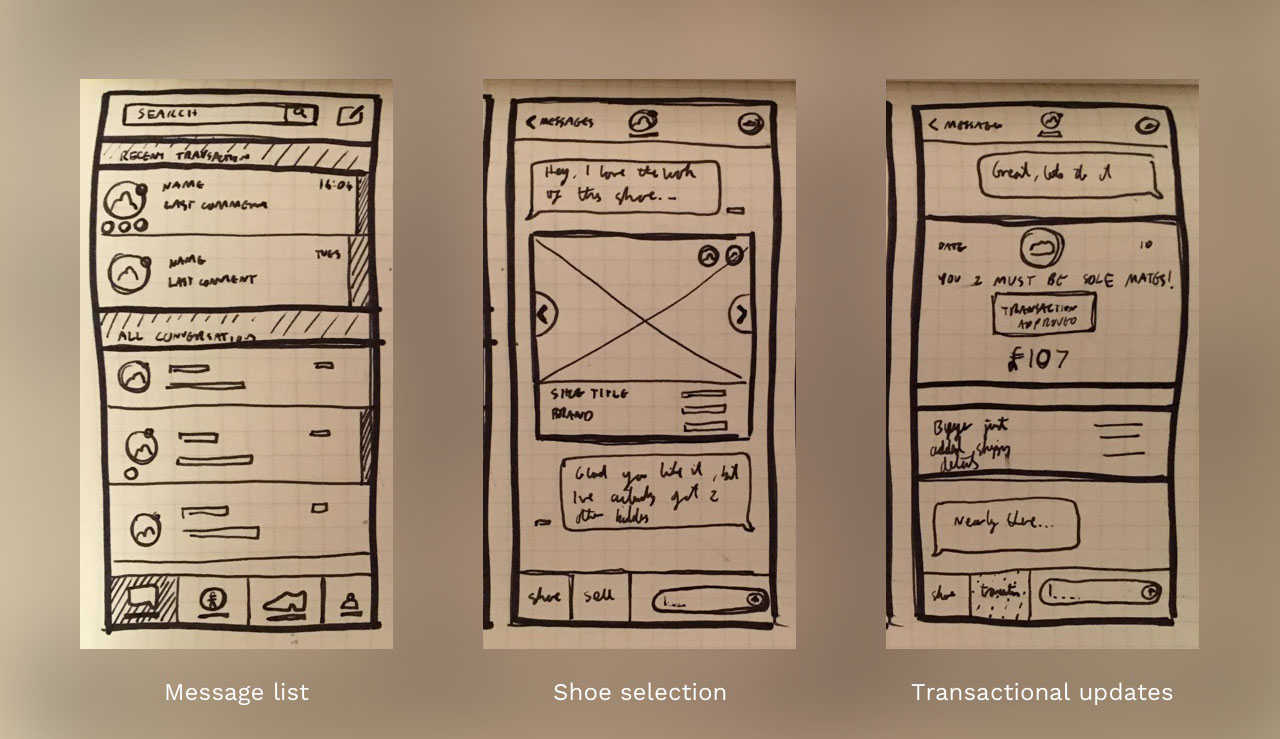 SEARCH
RECENT TRANSACTION
NAME
16:04
LAST COMMENT
NAME
TUES
LAST COMMENT
ALL CONVERSATION
Message list
MESSAGES
Hey, I love the look
of this shoe...
SHOE TITLE
BRAND
Glad you like it, but
I've already got 2
other bidders
shoe
sell
Shoe selection
MESSAGES
Great, lets do it
DATE
10
YOU 2 MUST BE SOLE MATES!
TRANSACTION
APPROVED
£107
Buyer just
added shipping
details
Nearly there...
shoe
Transactional updates